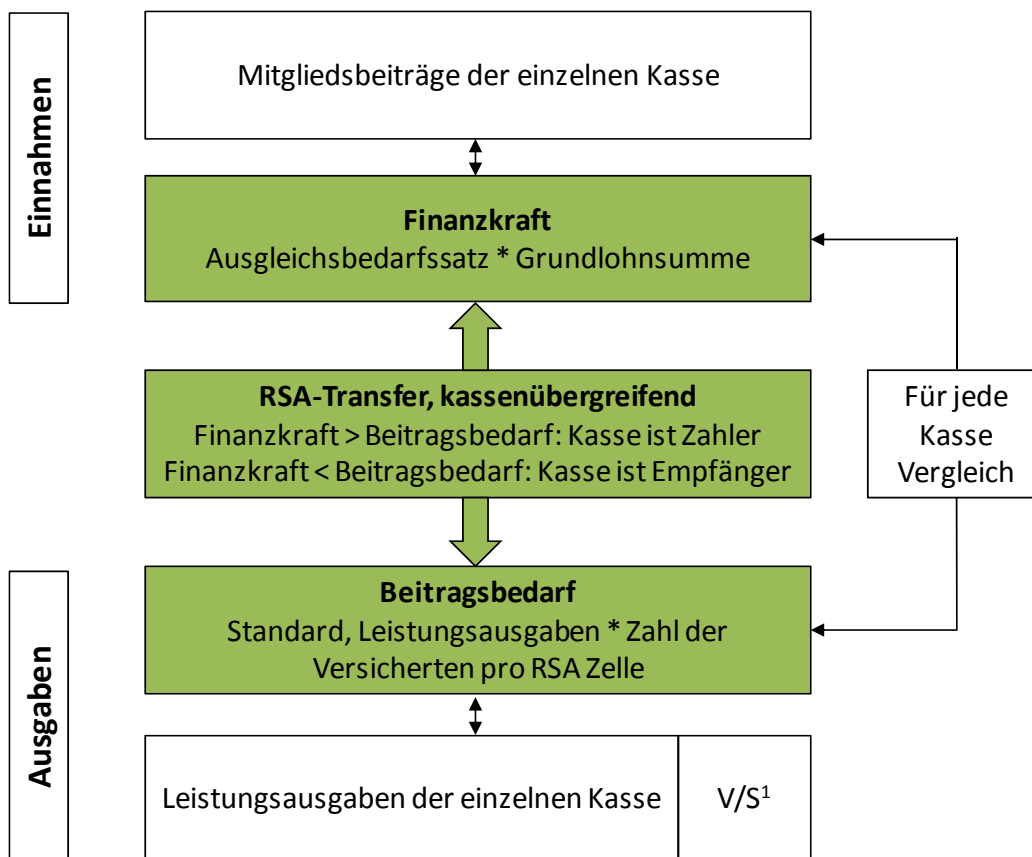 Einnahmen
Mitgliedsbeiträge der einzelnen Kasse
Finanzkraft
Ausgleichsbedarfssatz * Grundlohnsumme
RSA-Transfer, kassenübergreifend
Finanzkraft > Beitragsbedarf: Kasse ist Zahler
Finanzkraft < Beitragsbedarf: Kasse ist Empfänger
Für jede
Kasse
Vergleich
Ausgaben
Beitragsbedarf
Standard, Leistungsausgaben * Zahl der
Versicherten pro RSA Zelle
Leistungsausgaben der einzelnen Kasse
V/S¹